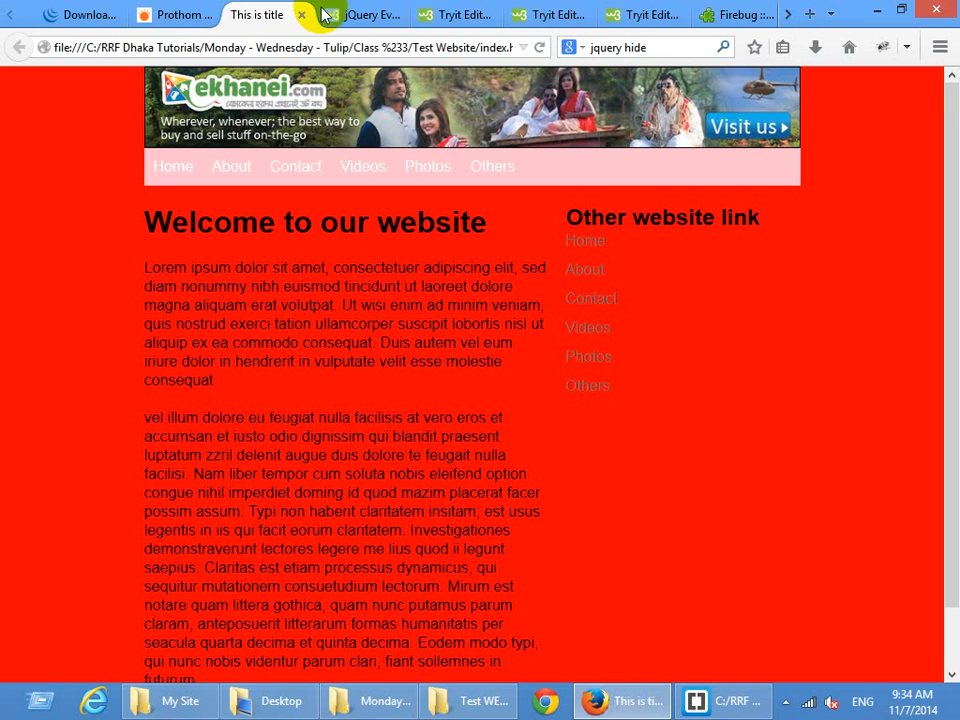 Downloa...
Prothom ...
This is title
jQuery Ev...
Tryit Edit...
Tryit Edit...
Tryit Edit...
Firebug ::...
file:///C:/RRF Dhaka Tutorials/Monday - Wednesday - Tulip/Class %233/Test Website/index.h
jquery hide
ekhanei.com
Wherever, whenever; the best way to
buy and sell stuff on-the-go
Visit us
Home About Contact Videos Photos Others
Welcome to our website
Lorem ipsum dolor sit amet, consectetuer adipiscing elit, sed
diam nonummy nibh euismod tincidunt ut laoreet dolore
magna aliquam erat volutpat. Ut wisi enim ad minim veniam,
quis nostrud exerci tation ullamcorper suscipit lobortis nisl ut
aliquip ex ea commodo consequat. Duis autem vel eum
iriure dolor in hendrerit in vulputate velit esse molestie
consequat
vel illum dolore eu feugiat nulla facilisis at vero eros et
accumsan et iusto odio dignissim qui blandit praesent
luptatum zzril delenit augue duis dolore te feugait nulla
facilisi. Nam liber tempor cum soluta nobis eleifend option
congue nihil imperdiet doming id quod mazim placerat facer
possim assum. Typi non habent claritatem insitam; est usus
legentis in iis qui facit eorum claritatem. Investigationes
demonstraverunt lectores legere me lius quod ii legunt
saepius. Claritas est etiam processus dynamicus, qui
sequitur mutationem consuetudium lectorum. Mirum est
notare quam littera gothica, quam nunc putamus parum
claram, anteposuerit litterarum formas humanitatis per
seacula quarta decima et quinta decima. Eodem modo typi,
qui nunc nobis videntur parum clari, fiant sollemnes in
futurum.
Other website link
Home
About
Contact
Videos
Photos
Others
My Site
Desktop
Monday...
Test WE...
This is ti...
C:/RRF ...
ENG
9:34 AM
11/7/2014